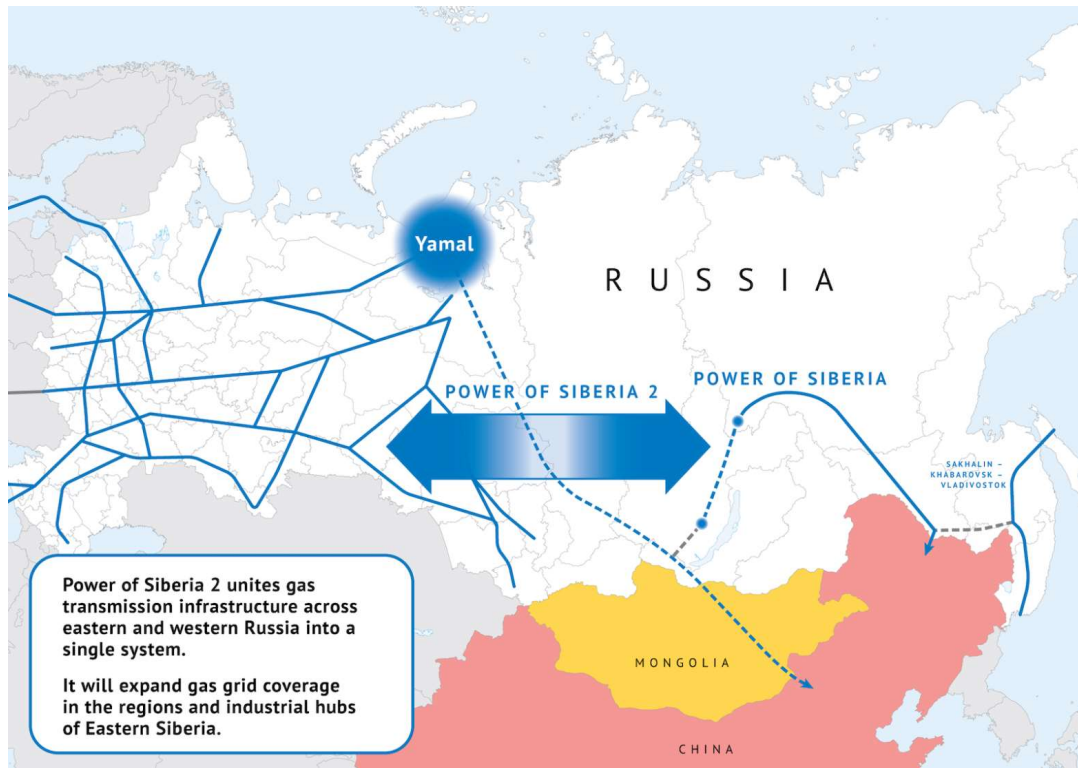 Yamal
RUSSIA
POWER OF SIBERIA 2
POWER OF SIBERIA
SAKHALIN –
KHABAROVSK –
VLADIVOSTOK
Power of Siberia 2 unites gas
transmission infrastructure across
eastern and western Russia into a
single system.
It will expand gas grid coverage
in the regions and industrial hubs
of Eastern Siberia.
MONGOLIA
CHINA